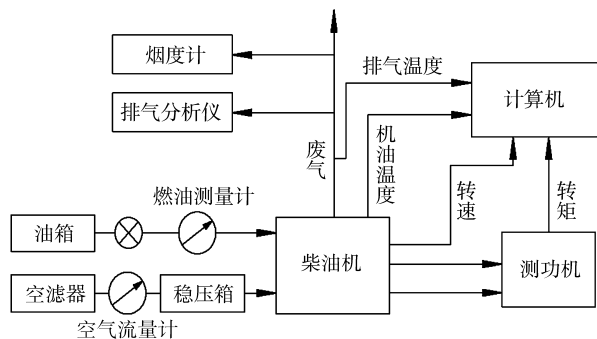 烟度计
排气温度
计算机
排气分析仪
废气
机油温度
燃油测量计
转速
转矩
油箱
柴油机
测功机
空滤器
稳压箱
空气流量计